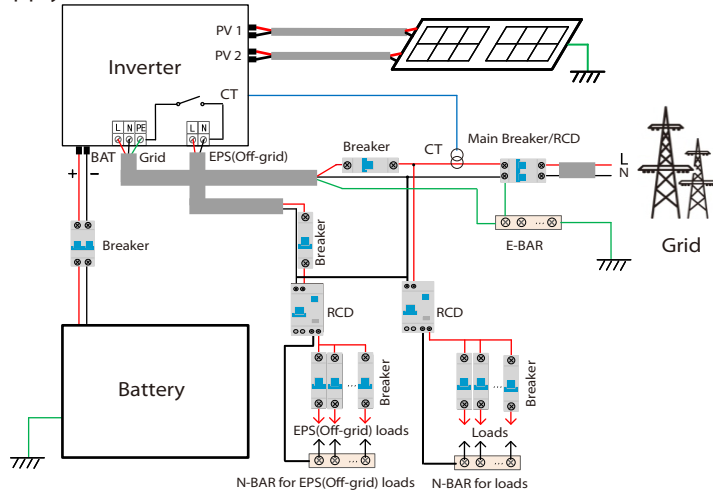 PV 1
PV 2
Inverter
CT
L N PE
L N
BAT
Grid
EPS(Off-grid)
+
−
Breaker
CT
Main Breaker/RCD
L
N
E-BAR
Grid
Breaker
Breaker
RCD
RCD
Battery
Breaker
Breaker
...
...
...
EPS(Off-grid) loads
Loads
...
...
N-BAR for EPS(Off-grid) loads
N-BAR for loads